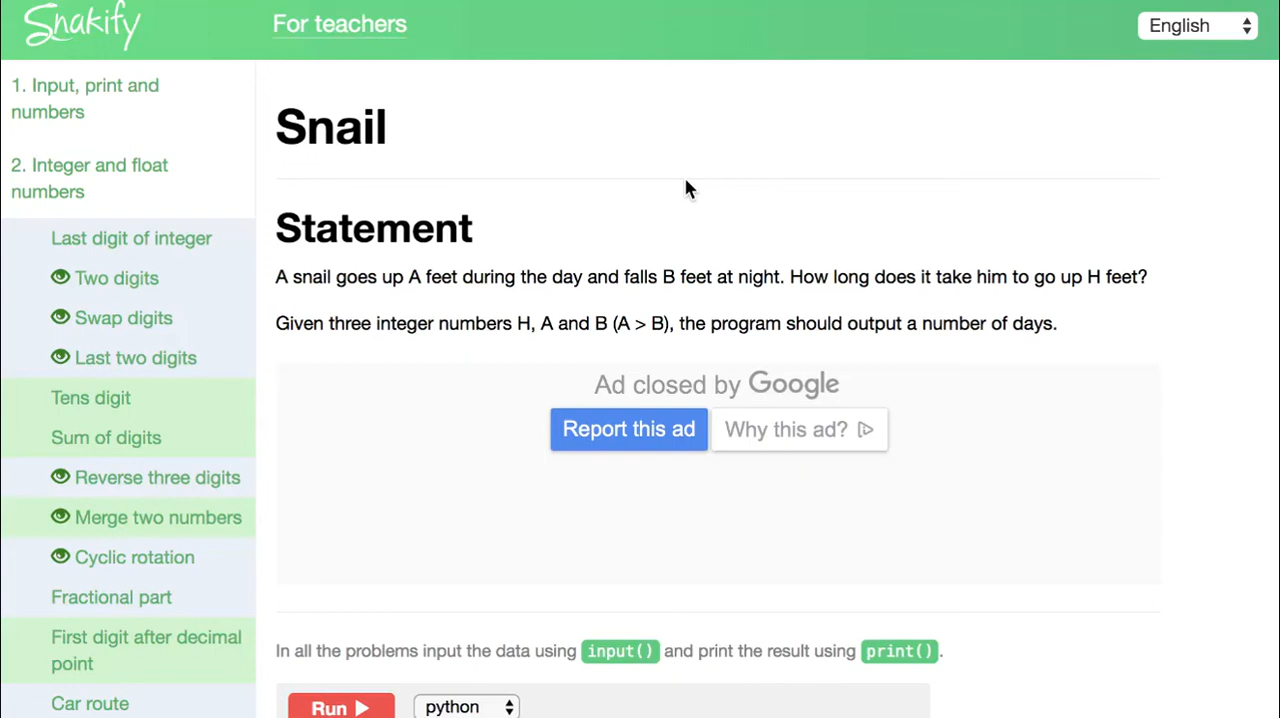 Snakify
For teachers
English
1. Input, print and
numbers
2. Integer and float
numbers
Last digit of integer
Two digits
Swap digits
Last two digits
Tens digit
Sum of digits
Reverse three digits
Merge two numbers
Cyclic rotation
Fractional part
First digit after decimal
point
Car route
Snail
Statement
A snail goes up A feet during the day and falls B feet at night. How long does it take him to go up H feet?
Given three integer numbers H, A and B (A > B), the program should output a number of days.
Ad closed by Google
Report this ad
Why this ad?
In all the problems input the data using input() and print the result using print().
Run
python